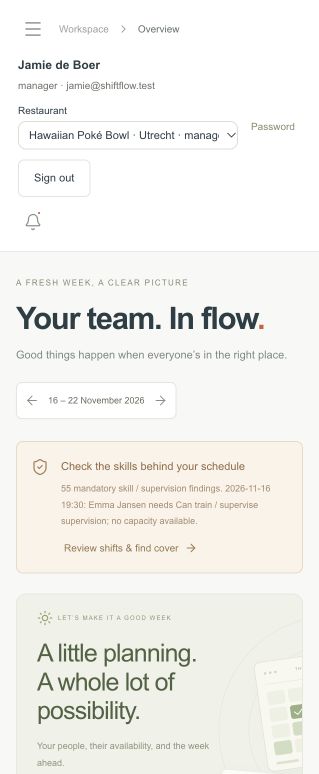 Workspace > Overview
Jamie de Boer
manager · jamie@shiftflow.test
Restaurant
Hawaiian Poké Bowl · Utrecht · manag
Password
Sign out
A FRESH WEEK, A CLEAR PICTURE
Your team. In flow.
Good things happen when everyone's in the right place.
← 16 – 22 November 2026 →
Check the skills behind your schedule
55 mandatory skill / supervision findings. 2026-11-16
19:30: Emma Jansen needs Can train / supervise
supervision; no capacity available.
Review shifts & find cover →
LET'S MAKE IT A GOOD WEEK
A little planning.
A whole lot of
possibility.
Your people, their availability, and the week
ahead.